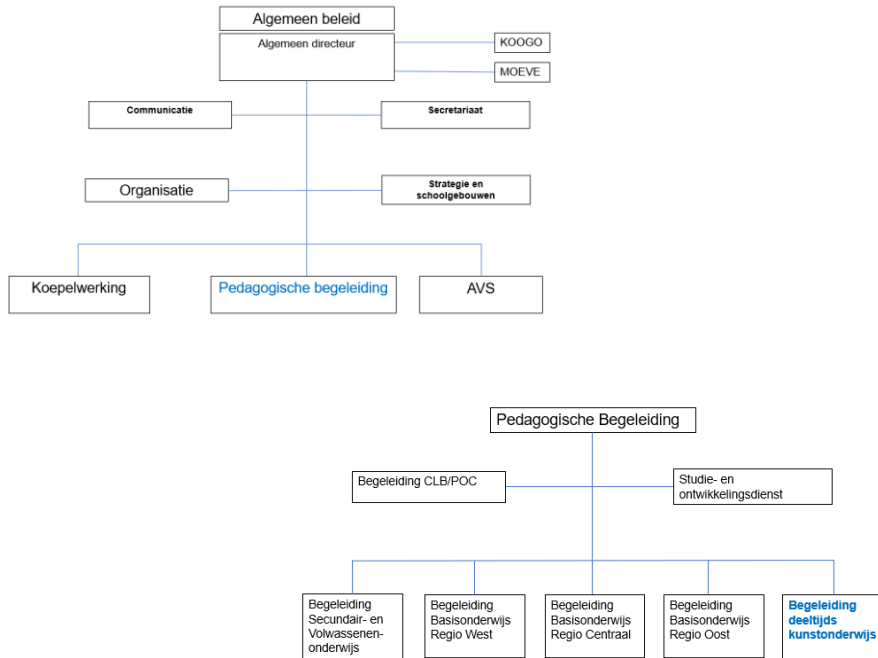 Algemeen beleid
Algemeen directeur
KOOGO
MOEVE
Communicatie
Secretariaat
Organisatie
Strategie en
schoolgebouwen
Koepelwerking
Pedagogische begeleiding
AVS
Pedagogische Begeleiding
Begeleiding CLB/POC
Studie- en
ontwikkelingsdienst
Begeleiding
Secundair- en
Volwassenen-
onderwijs
Begeleiding
Basisonderwijs
Regio West
Begeleiding
Basisonderwijs
Regio Centraal
Begeleiding
Basisonderwijs
Regio Oost
Begeleiding
deeltijds
kunstonderwijs